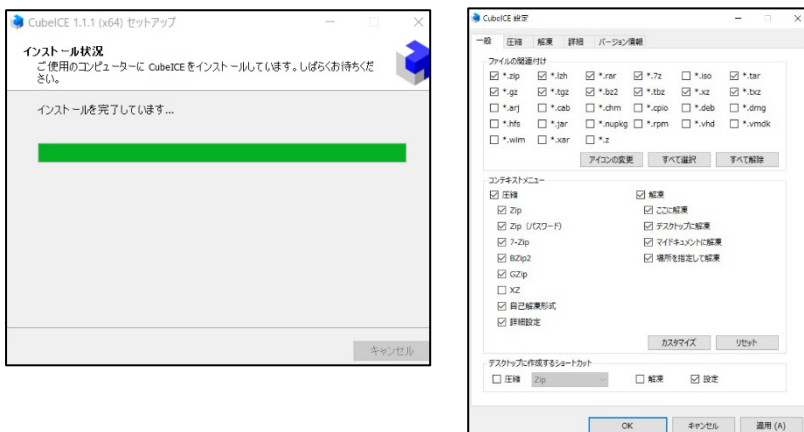 CubeICE 1.1.1 (x64) セットアップ
インストール状況
ご使用のコンピューターに CubeICE をインストールしています。しばらくお待ちくだ
さい。
インストールを完了しています...
キャンセル
CubeICE 設定
一般 圧縮 解凍 詳細 バージョン情報
ファイルの関連付け
*.zip *.lzh *.rar *.7z *.iso *.tar
*.gz *.tgz *.bz2 *.tbz *.xz *.txz
*.arj *.cab *.chm *.cpio *.deb *.dmg
*.hfs *.jar *.nupkg *.rpm *.vhd *.vmdk
*.wim *.xar *.z
アイコンの変更 すべて選択 すべて解除
コンテキストメニュー
圧縮 解凍
Zip ここに解凍
Zip (パスワード) デスクトップに解凍
7-Zip マイドキュメントに解凍
BZip2 場所を指定して解凍
GZip
XZ
自己解凍形式
詳細設定
カスタマイズ リセット
デスクトップに作成するショートカット
圧縮 Zip 解凍 設定
OK キャンセル 適用 (A)